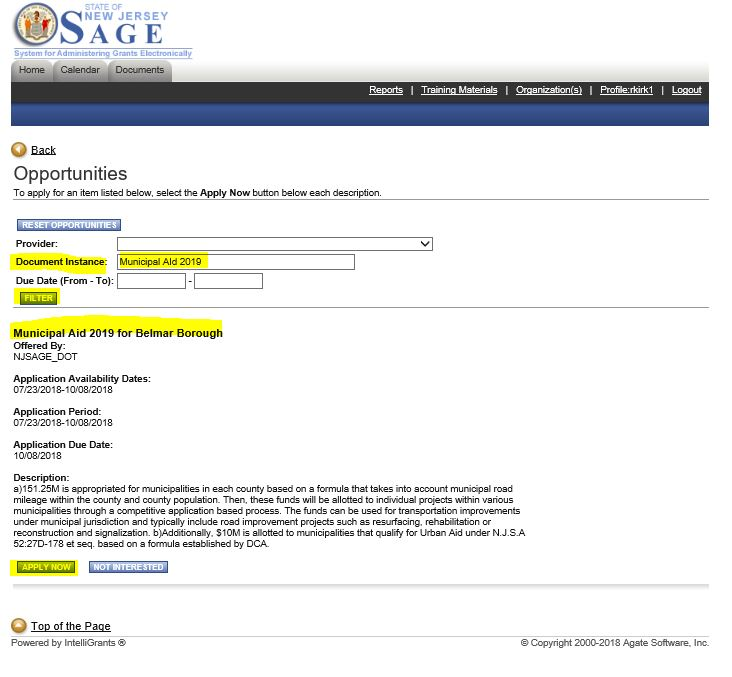 STATE OF
NEW JERSEY
SAGE
System for Administering Grants Electronically
Home Calendar Documents
Reports | Training Materials | Organization(s) | Profile:rkirk1 | Logout
Back
Opportunities
To apply for an item listed below, select the Apply Now button below each description.
RESET OPPORTUNITIES
Provider:
Document Instance: Municipal AId 2019
Due Date (From - To): -
FILTER
Municipal Aid 2019 for Belmar Borough
Offered By:
NJSAGE_DOT
Application Availability Dates:
07/23/2018-10/08/2018
Application Period:
07/23/2018-10/08/2018
Application Due Date:
10/08/2018
Description:
a)151.25M is appropriated for municipalities in each county based on a formula that takes into account municipal road
mileage within the county and county population. Then, these funds will be allotted to individual projects within various
municipalities through a competitive application based process. The funds can be used for transportation improvements
under municipal jurisdiction and typically include road improvement projects such as resurfacing, rehabilitation or
reconstruction and signalization. b)Additionally, $10M is allotted to municipalities that qualify for Urban Aid under N.J.S.A
52:27D-178 et seq. based on a formula established by DCA.
APPLY NOW NOT INTERESTED
Top of the Page
Powered by IntelliGrants ® © Copyright 2000-2018 Agate Software, Inc.